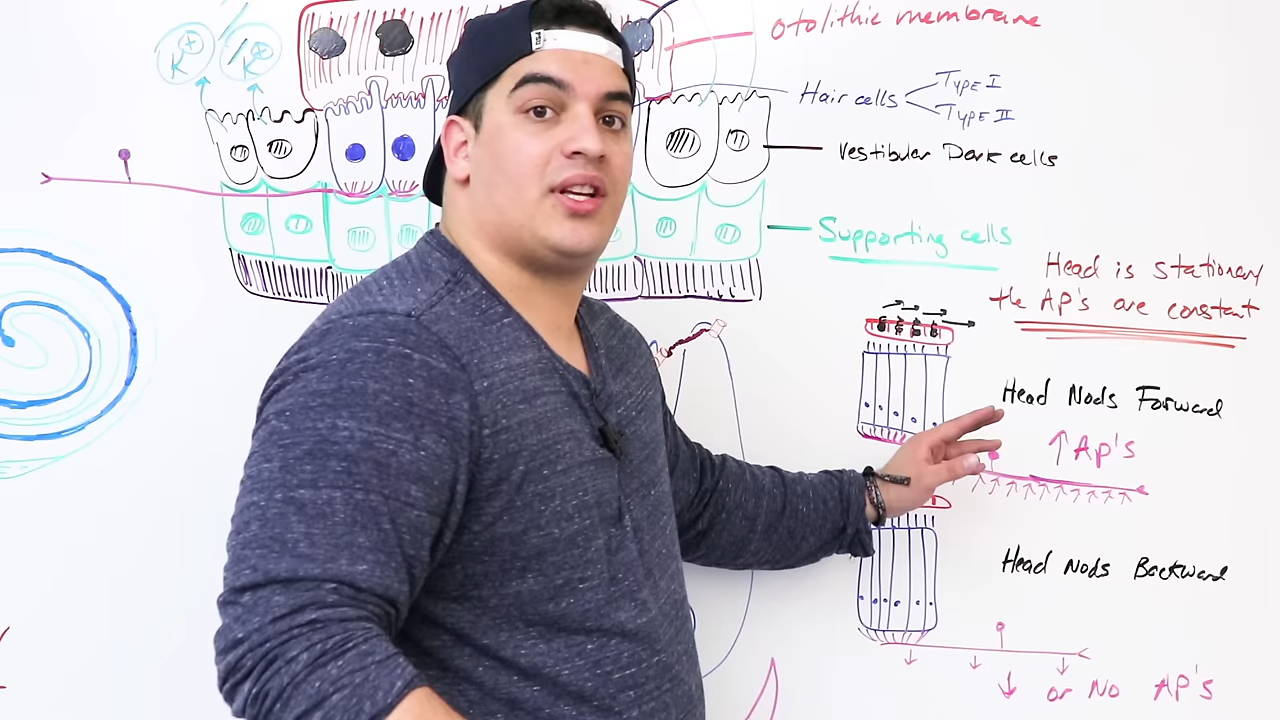 K⊕
K⊕
Otolithic membrane
Hair cells
Type I
Type II
Vestibular Dark cells
Supporting cells
Head is stationary
the AP's are constant
Head Nods Forward
↑ AP's
Head Nods Backward
↓ or No AP's